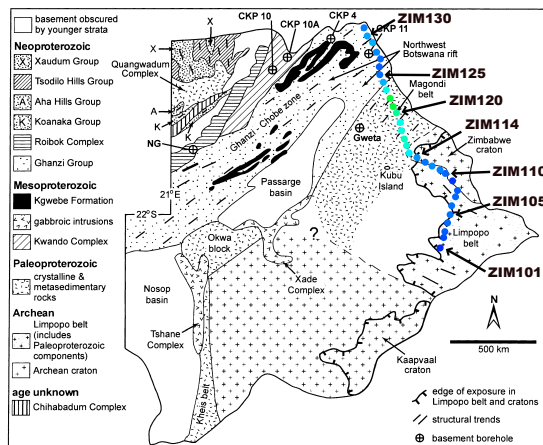 basement obscured
by younger strata
Neoproterozoic
X Xaudum Group
Tsodilo Hills Group
A Aha Hills Group
K Koanaka Group
Roibok Complex
Ghanzi Group
Mesoproterozoic
Kgwebe Formation
gabbroic intrusions
Kwando Complex
Paleoproterozoic
crystalline &
metasedimentary
rocks
Archean
Limpopo belt
(includes
Paleoproterozoic
components)
Archean craton
age unknown
Chihabadum Complex
CKP 10
CKP 10A
CKP 4
CKP 11
ZIM130
X
X
Quangwadum
Complex
A
K
NG
Northwest
Botswana rift
ZIM125
Magondi
belt
ZIM120
Ghanzi - Chobe zone
Gweta
ZIM114
Zimbabwe
craton
ZIM110
Kubu
Island
Passarge
basin
21°E
22°S
ZIM105
Limpopo
belt
ZIM101
?
Okwa
block
Xade
Complex
Nosop
basin
Tshane
Complex
Kheis belt
Kaapvaal
craton
N
500 km
edge of exposure in
Limpopo belt and cratons
structural trends
basement borehole